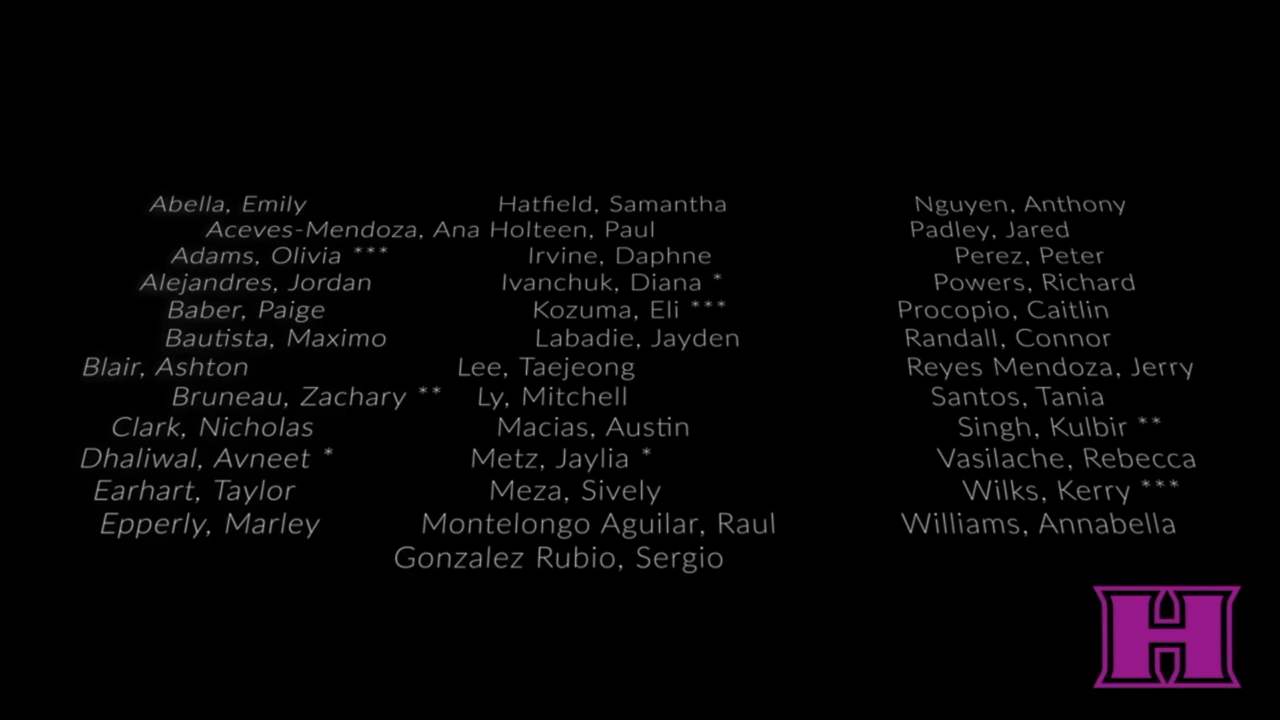 Abella, Emily Hatfield, Samantha Nguyen, Anthony
Aceves-Mendoza, Ana Holteen, Paul Padley, Jared
Adams, Olivia *** Irvine, Daphne Perez, Peter
Alejandres, Jordan Ivanchuk, Diana * Powers, Richard
Baber, Paige Kozuma, Eli *** Procopio, Caitlin
Bautista, Maximo Labadie, Jayden Randall, Connor
Blair, Ashton Lee, Taejeong Reyes Mendoza, Jerry
Bruneau, Zachary ** Ly, Mitchell Santos, Tania
Clark, Nicholas Macias, Austin Singh, Kulbir **
Dhaliwal, Avneet * Metz, Jaylia * Vasilache, Rebecca
Earhart, Taylor Meza, Sively Wilks, Kerry ***
Epperly, Marley Montelongo Aguilar, Raul Williams, Annabella
Gonzalez Rubio, Sergio
H